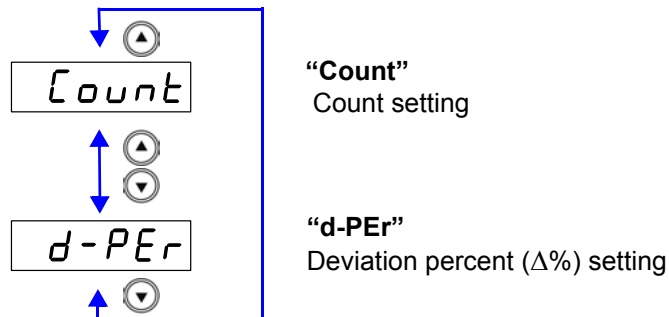 Count
“Count”
Count setting
d-PEr
“d-PEr”
Deviation percent (Δ%) setting